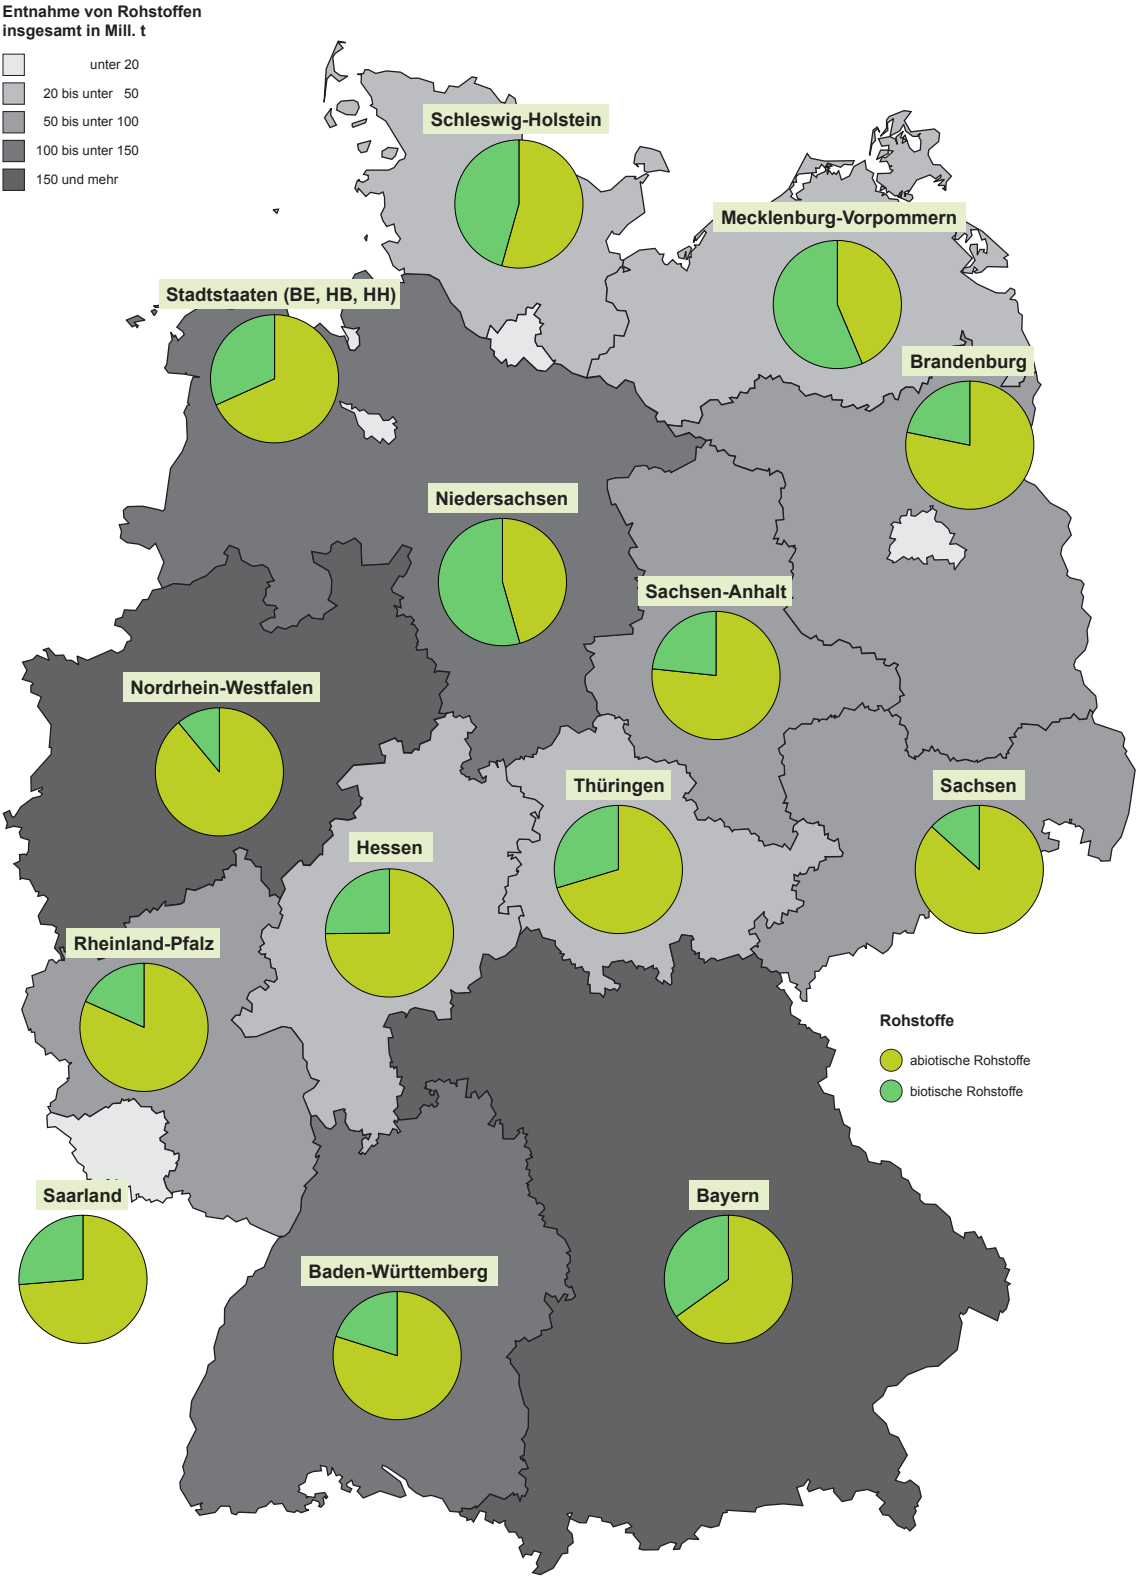 Entnahme von Rohstoffen
insgesamt in Mill. t
unter 20
20 bis unter 50
50 bis unter 100
100 bis unter 150
150 und mehr
Schleswig-Holstein
Mecklenburg-Vorpommern
Stadtstaaten (BE, HB, HH)
Brandenburg
Niedersachsen
Sachsen-Anhalt
Nordrhein-Westfalen
Thüringen
Sachsen
Hessen
Rheinland-Pfalz
Rohstoffe
abiotische Rohstoffe
biotische Rohstoffe
Saarland
Bayern
Baden-Württemberg